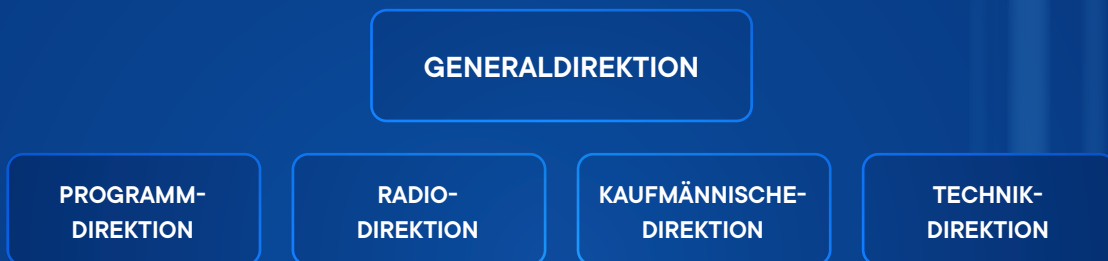 GENERALDIREKTION
PROGRAMM-
DIREKTION
RADIO-
DIREKTION
KAUFMÄNNISCHE-
DIREKTION
TECHNIK-
DIREKTION